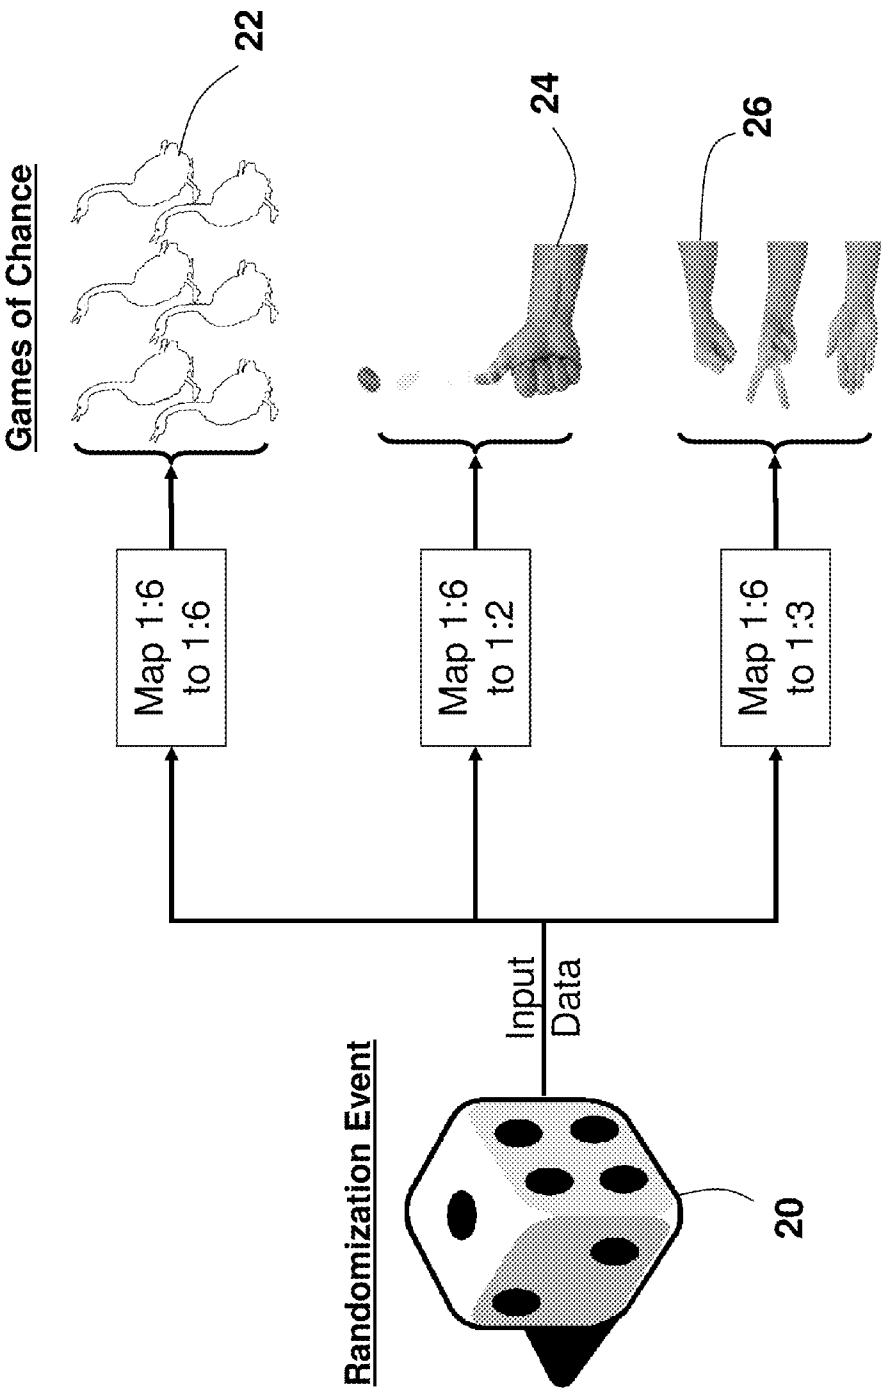 Games of Chance
Randomization Event
22
Map 1:6
to 1:6
Input
Data
24
Map 1:6
to 1:2
20
26
Map 1:6
to 1:3